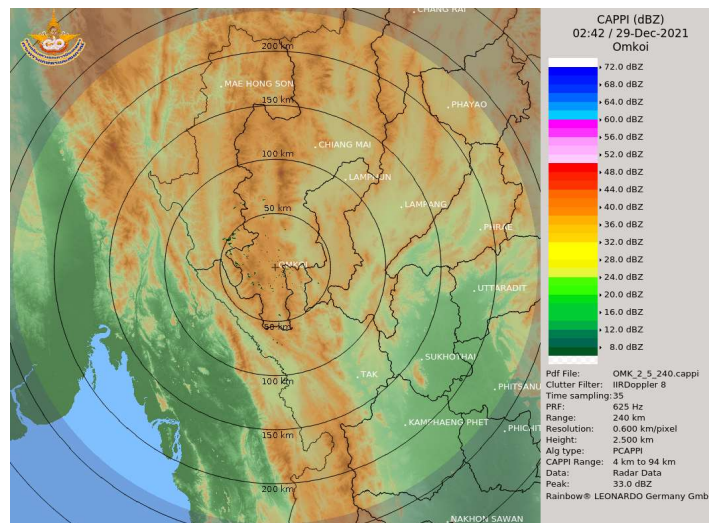 CHANG RAI
200 km
MAE HONG SON
150 km
PHAYAO
CHIANG MAI
100 km
LAMPHUN
LAMPANG
50 km
PHRAE
OMKOI
UTTARADIT
50 km
SUKHOTHAI
TAK
100 km
PHITSANU
KAMPHAENG PHET
PHICHIT
150 km
200 km
NAKHON SAWAN
CAPPI (dBZ)
02:42 / 29-Dec-2021
Omkoi
72.0 dBZ
68.0 dBZ
64.0 dBZ
60.0 dBZ
56.0 dBZ
52.0 dBZ
48.0 dBZ
44.0 dBZ
40.0 dBZ
36.0 dBZ
32.0 dBZ
28.0 dBZ
24.0 dBZ
20.0 dBZ
16.0 dBZ
12.0 dBZ
8.0 dBZ
Pdf File: OMK_2_5_240.cappi
Clutter Filter: IIRDoppler 8
Time sampling:35
PRF: 625 Hz
Range: 240 km
Resolution: 0.600 km/pixel
Height: 2.500 km
Alg type: PCAPPI
CAPPI Range: 4 km to 94 km
Data: Radar Data
Peak: 33.0 dBZ
Rainbow® LEONARDO Germany Gmb